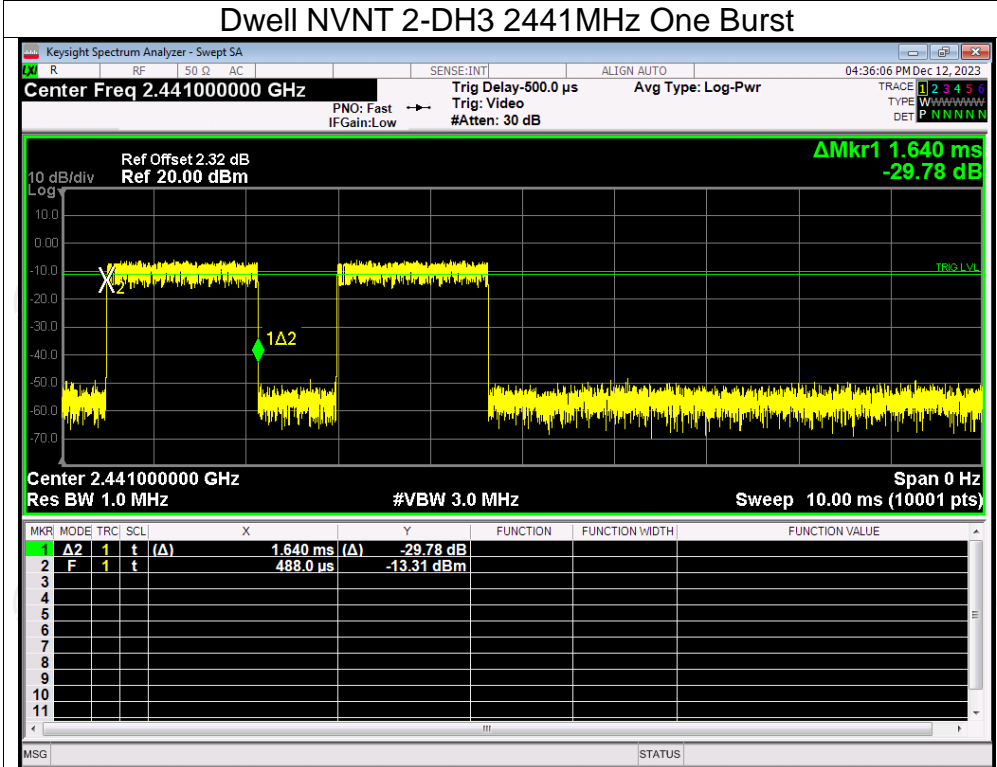 Dwell NVNT 2-DH3 2441MHz One Burst
Keysight Spectrum Analyzer - Swept SA
LXI R RF 50 Ω AC SENSE:INT ALIGN AUTO 04:36:06 PM Dec 12, 2023
Center Freq 2.441000000 GHz
PNO: Fast
IFGain:Low
Trig Delay-500.0 µs
Trig: Video
#Atten: 30 dB
Avg Type: Log-Pwr
TRACE 1 2 3 4 5 6
TYPE WWWWWW
DET P N N N N N
ΔMkr1 1.640 ms
-29.78 dB
Ref Offset 2.32 dB
10 dB/div Ref 20.00 dBm
Log
10.0
0.00
-10.0
TRIG LVL
2
-20.0
-30.0
1Δ2
-40.0
-50.0
-60.0
-70.0
Center 2.441000000 GHz Span 0 Hz
Res BW 1.0 MHz #VBW 3.0 MHz Sweep 10.00 ms (10001 pts)
MKR MODE TRC SCL X Y FUNCTION FUNCTION WIDTH FUNCTION VALUE
1 Δ2 1 t (Δ) 1.640 ms (Δ) -29.78 dB
2 F 1 t 488.0 µs -13.31 dBm
3
4
5
6
7
8
9
10
11
MSG STATUS